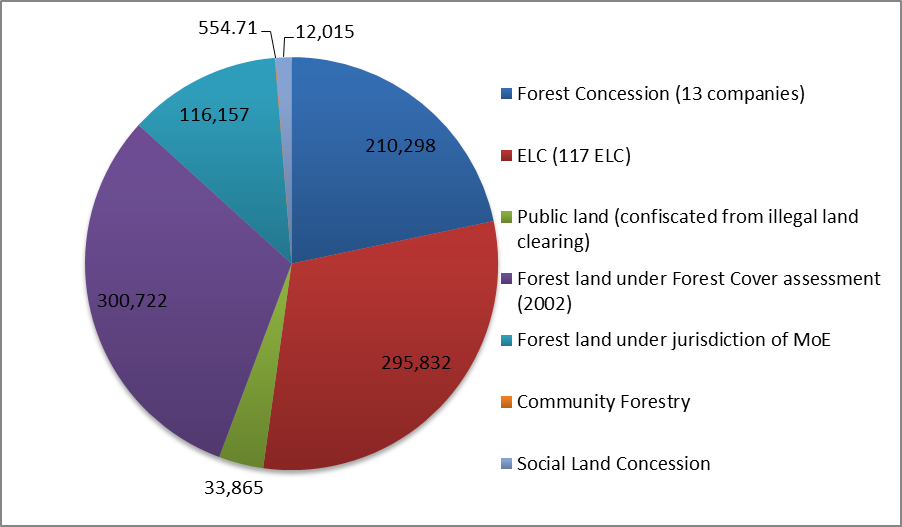 554.71
12,015
116,157
210,298
300,722
295,832
33,865
Forest Concession (13 companies)
ELC (117 ELC)
Public land (confiscated from illegal land
clearing)
Forest land under Forest Cover assessment
(2002)
Forest land under jurisdiction of MoE
Community Forestry
Social Land Concession